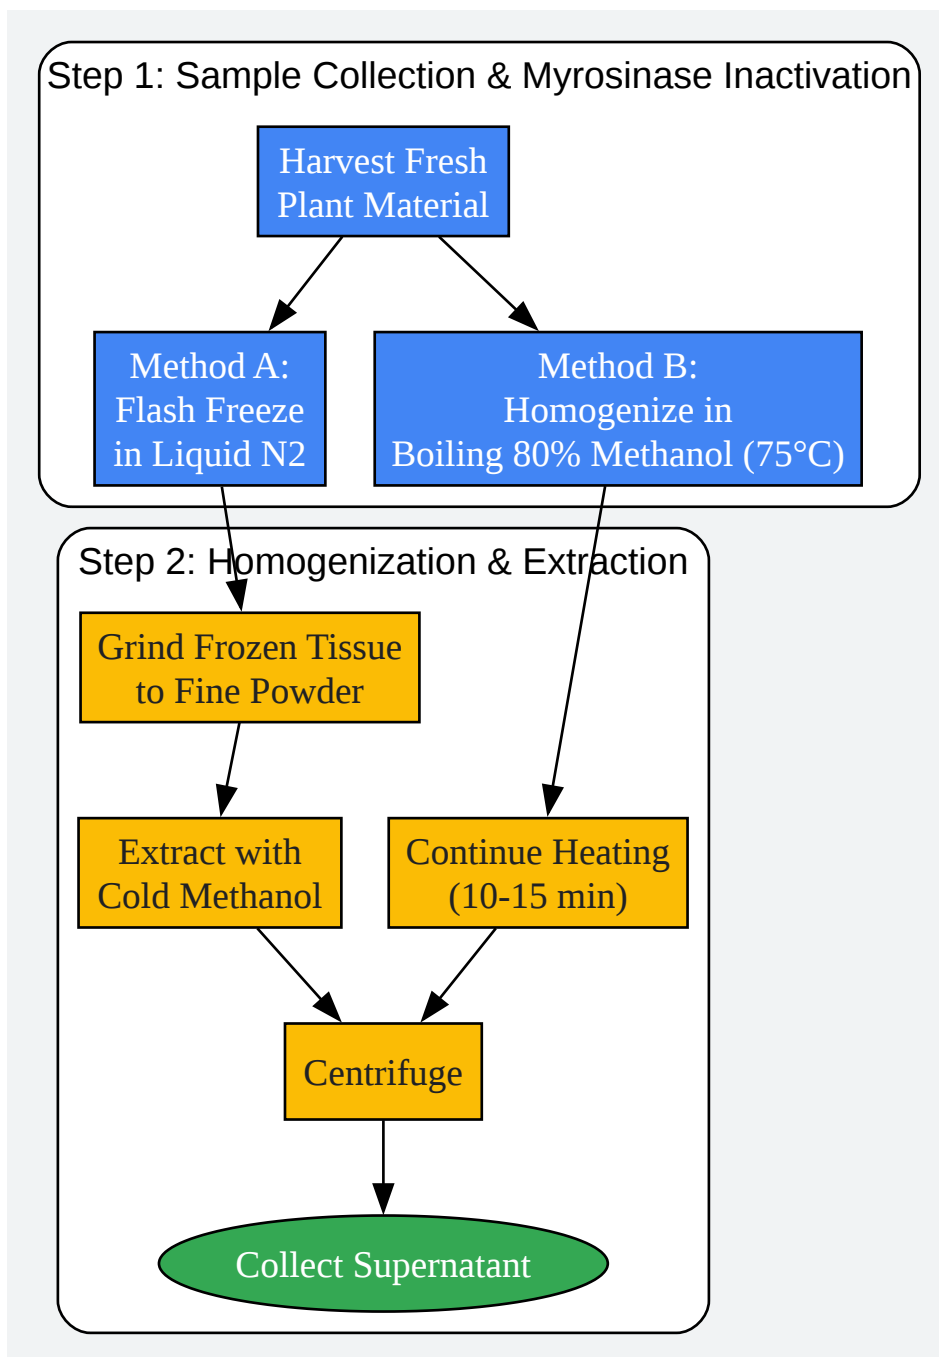 Step 1: Sample Collection & Myrosinase Inactivation
Harvest Fresh
Plant Material
Method A:
Flash Freeze
in Liquid N2
Method B:
Homogenize in
Boiling 80% Methanol (75°C)
Step 2: Homogenization & Extraction
Grind Frozen Tissue
to Fine Powder
Extract with
Cold Methanol
Continue Heating
(10-15 min)
Centrifuge
Collect Supernatant